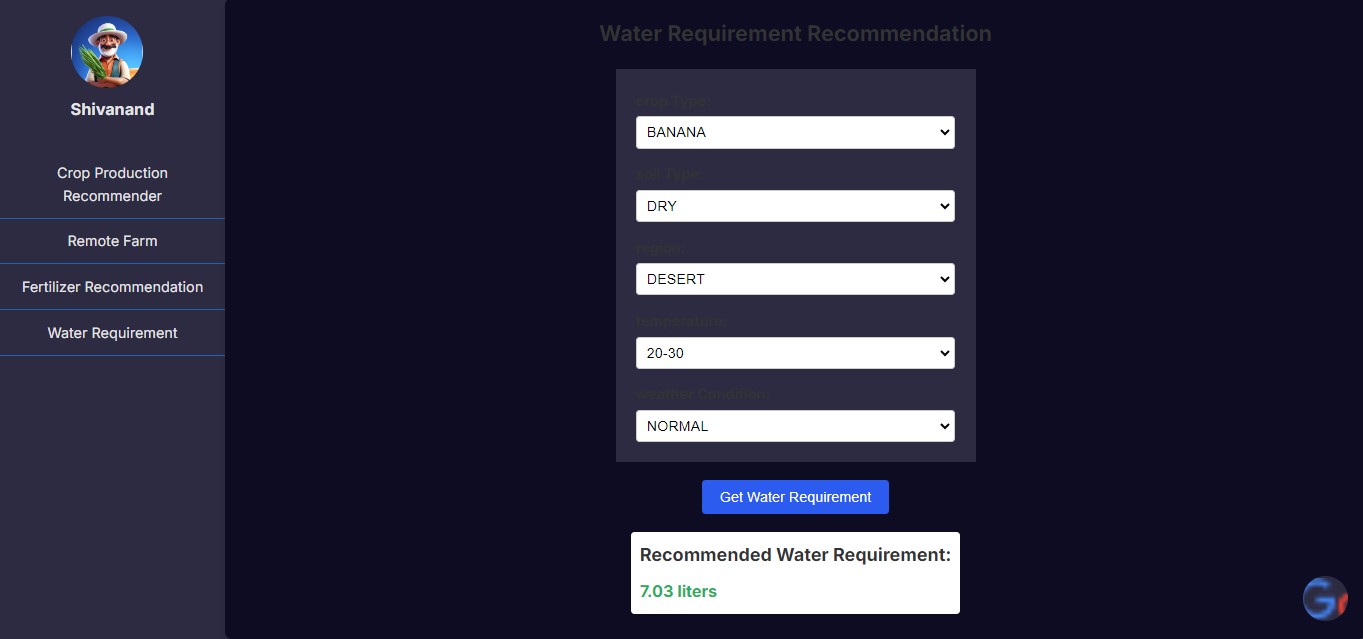 Shivanand
Crop Production
Recommender
Remote Farm
Fertilizer Recommendation
Water Requirement
Water Requirement Recommendation
crop Type:
BANANA
soil Type:
DRY
region:
DESERT
temperature:
20-30
weather Condition:
NORMAL
Get Water Requirement
Recommended Water Requirement:
7.03 liters